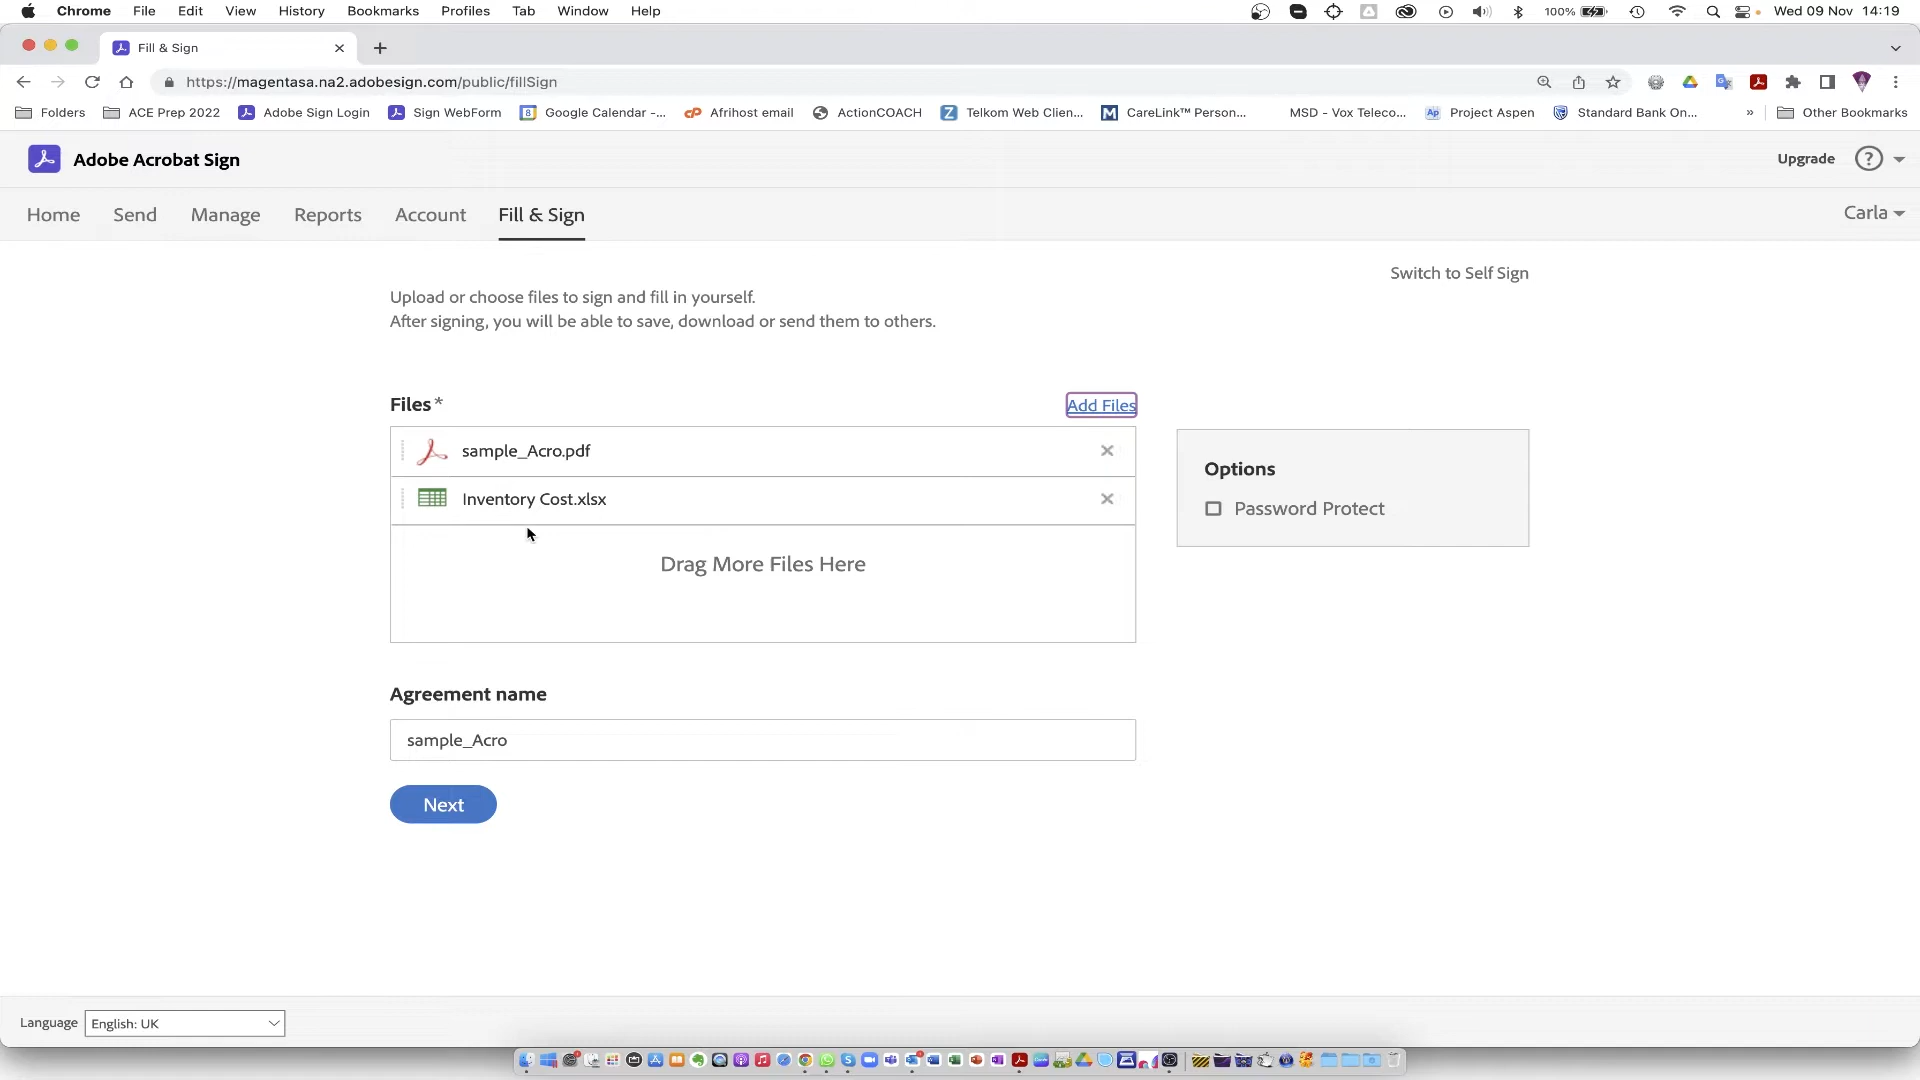 Chrome File Edit View History Bookmarks Profiles Tab Window Help 100% Wed 09 Nov 14:19
Fill & Sign
https://magentasa.na2.adobesign.com/public/fillSign
Folders ACE Prep 2022 Adobe Sign Login Sign WebForm Google Calendar -... Afrihost email ActionCOACH Telkom Web Clien... CareLink™ Person... MSD - Vox Teleco... Project Aspen Standard Bank On... » Other Bookmarks
Adobe Acrobat Sign Upgrade ?
Home Send Manage Reports Account Fill & Sign Carla
Switch to Self Sign
Upload or choose files to sign and fill in yourself.
After signing, you will be able to save, download or send them to others.
Files* Add Files
sample_Acro.pdf
Inventory Cost.xlsx
Drag More Files Here
Options
Password Protect
Agreement name
sample_Acro
Next
Language English: UK